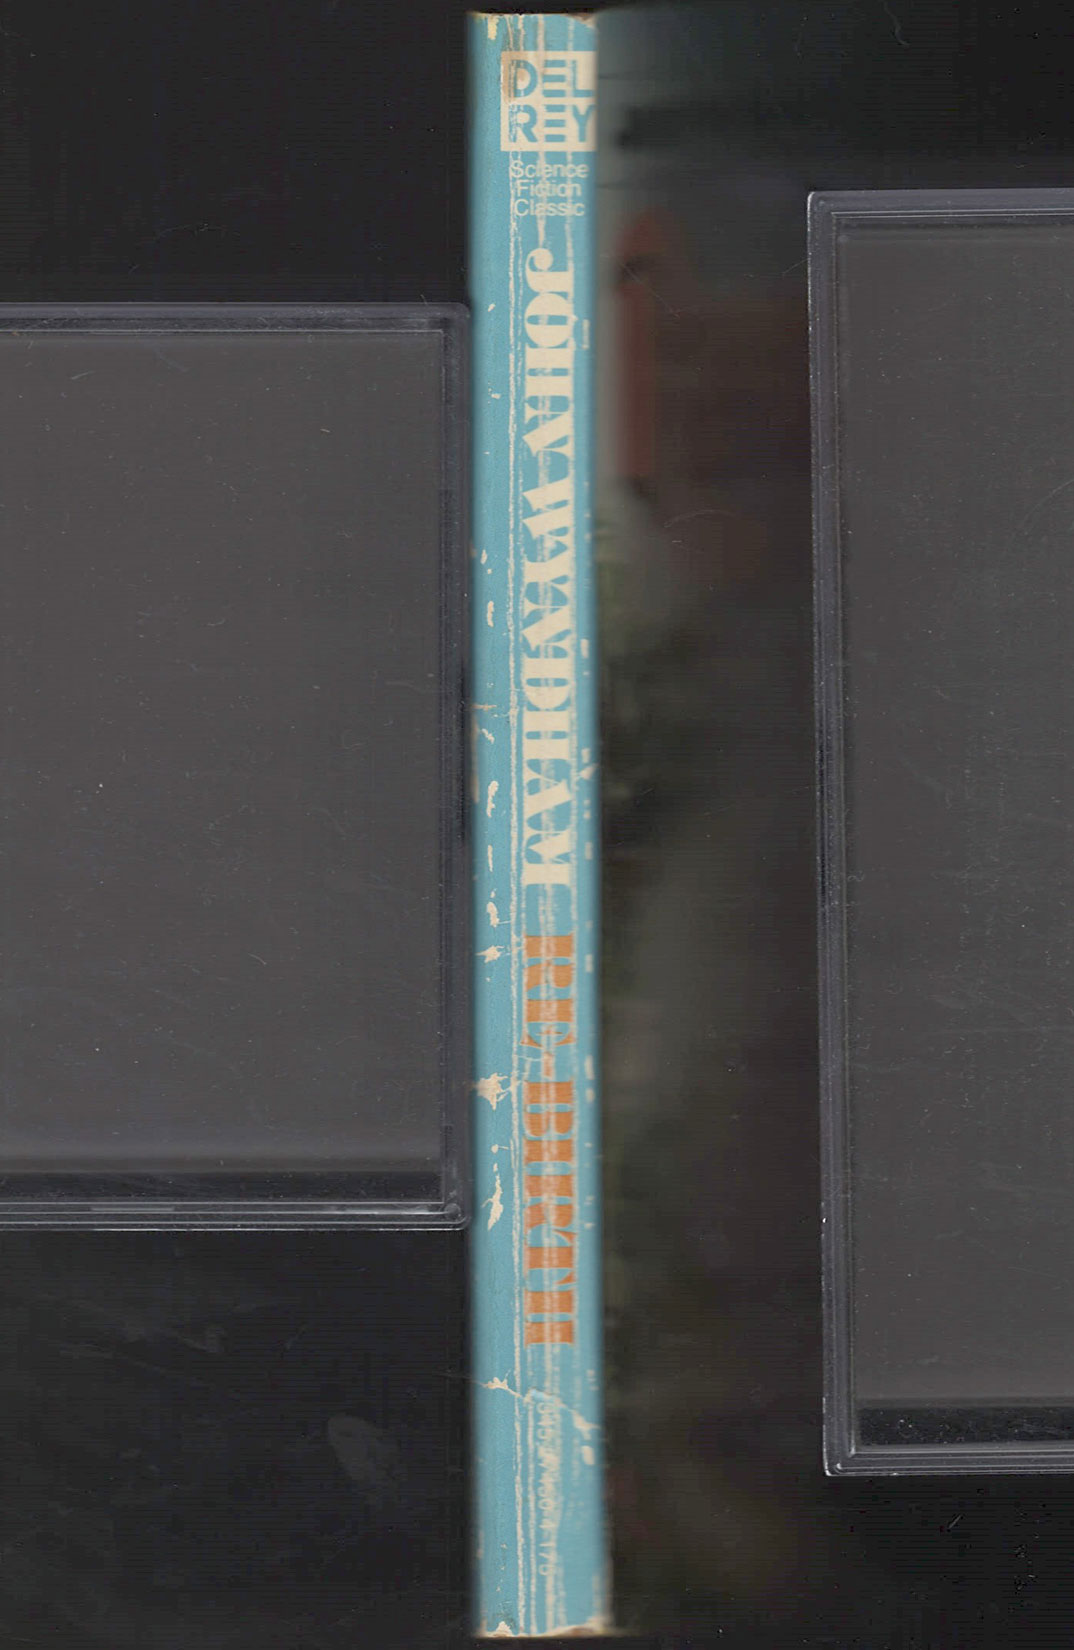 DEL
REY
Science
Fiction
Classic
JOHN WYNDHAM RE-BIRTH